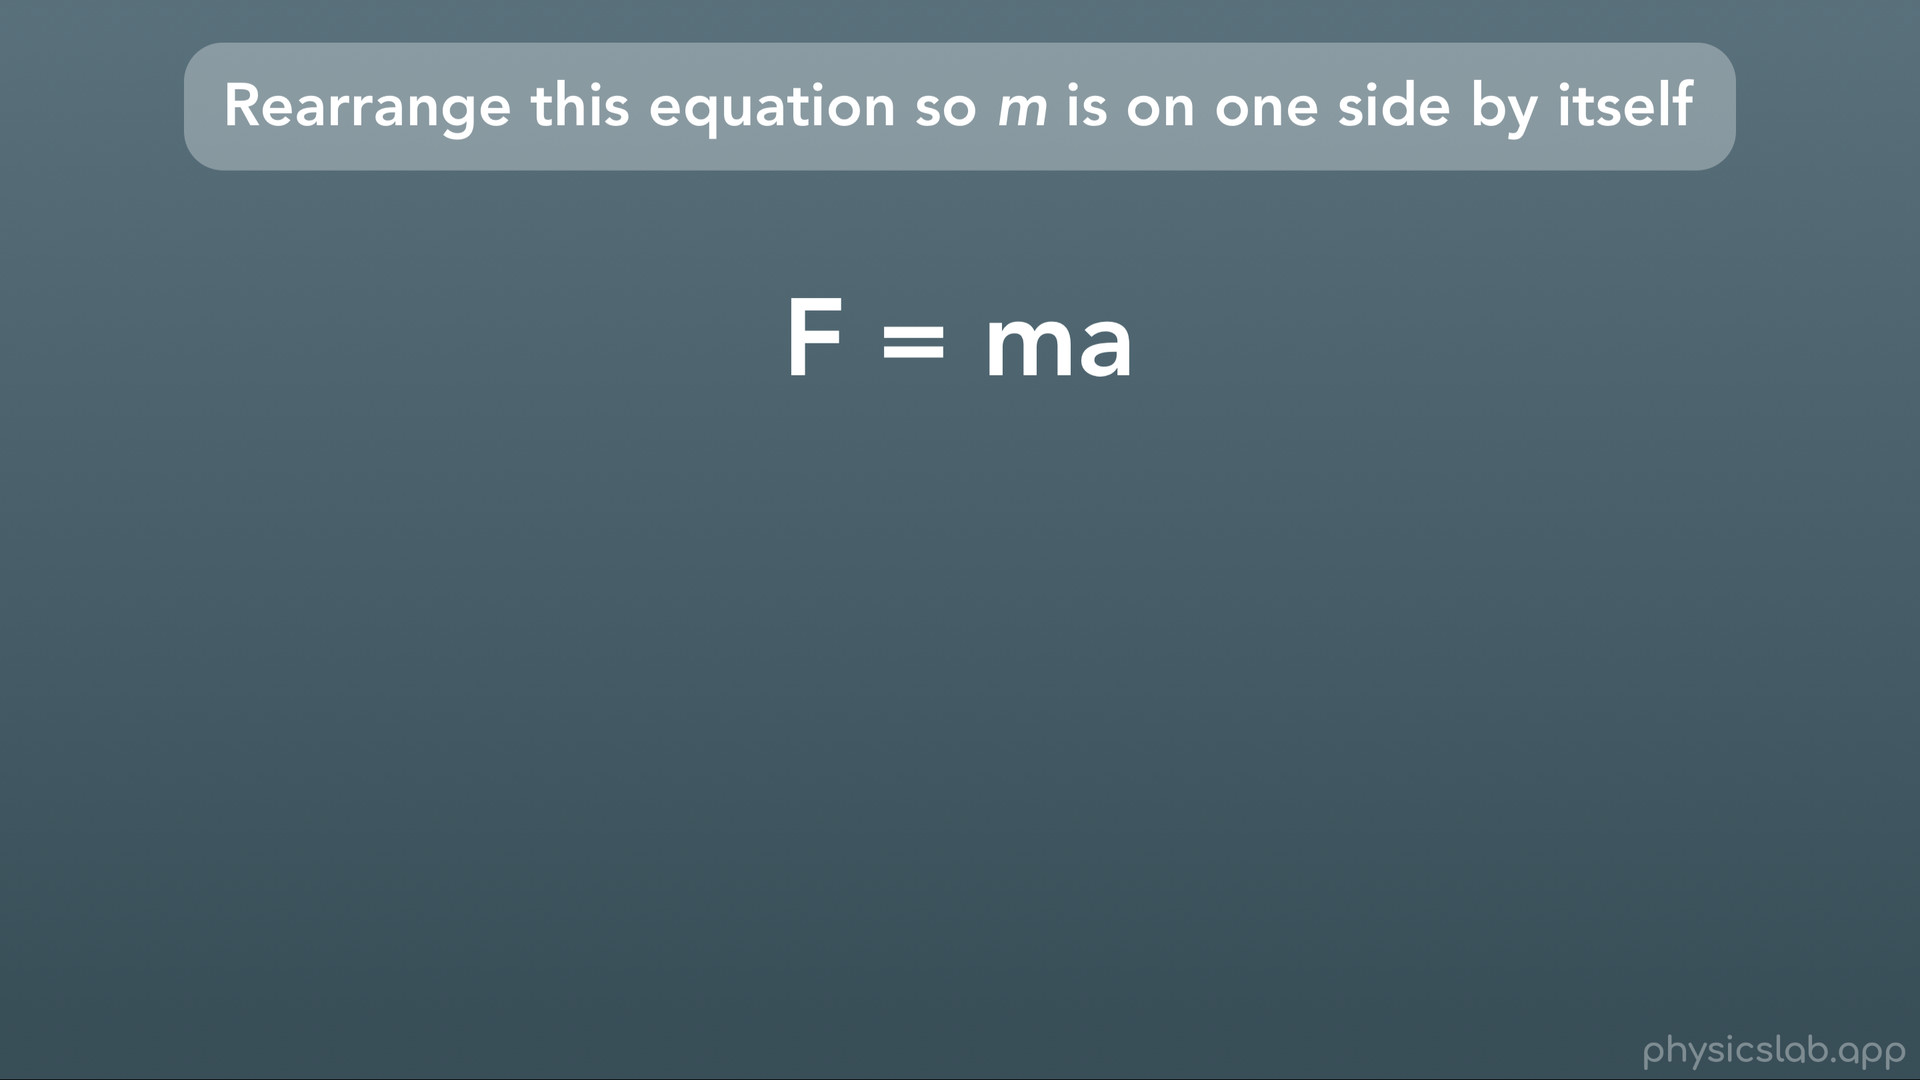 Rearrange this equation so m is on one side by itself
F = ma
physicslab.app